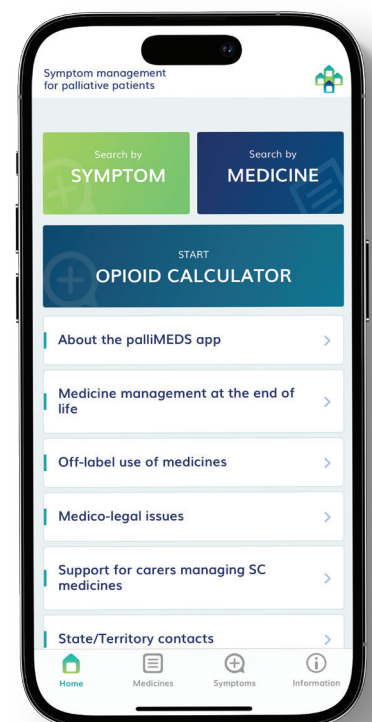 Symptom management
for palliative patients
Search by
SYMPTOM
Search by
MEDICINE
START
OPIOID CALCULATOR
About the palliMEDS app
Medicine management at the end of
life
Off-label use of medicines
Medico-legal issues
Support for carers managing SC
medicines
State/Territory contacts
Home
Medicines
Symptoms
Information